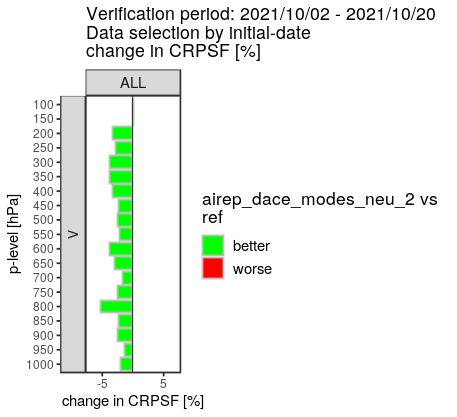 Verification period: 2021/10/02 - 2021/10/20
Data selection by initial-date
change in CRPSF [%]
ALL
100
150
200
250
300
350
400
450
500
550
600
650
700
750
800
850
900
950
1000
p-level [hPa]
V
-5 5
change in CRPSF [%]
airep_dace_modes_neu_2 vs
ref
better
worse